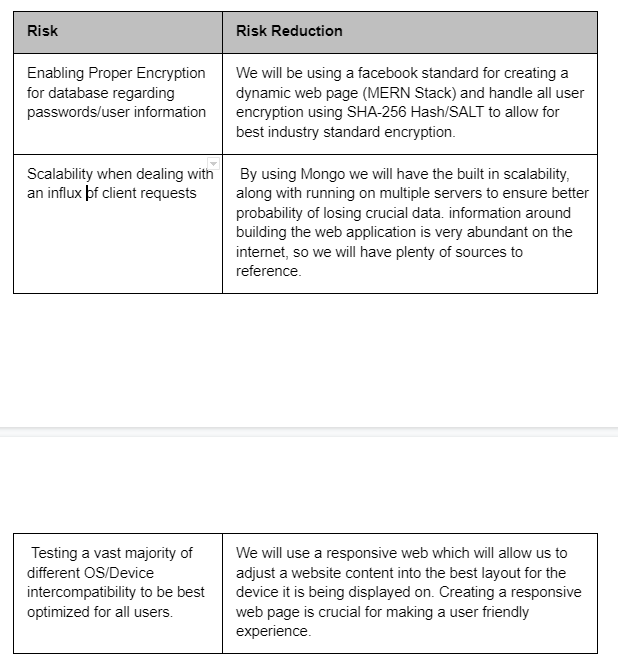 Risk
Risk Reduction
Enabling Proper Encryption
for database regarding
passwords/user information
We will be using a facebook standard for creating a
dynamic web page (MERN Stack) and handle all user
encryption using SHA-256 Hash/SALT to allow for
best industry standard encryption.
Scalability when dealing with
an influx of client requests
By using Mongo we will have the built in scalability,
along with running on multiple servers to ensure better
probability of losing crucial data. information around
building the web application is very abundant on the
internet, so we will have plenty of sources to
reference.
Testing a vast majority of
different OS/Device
intercompatibility to be best
optimized for all users.
We will use a responsive web which will allow us to
adjust a website content into the best layout for the
device it is being displayed on. Creating a responsive
web page is crucial for making a user friendly
experience.